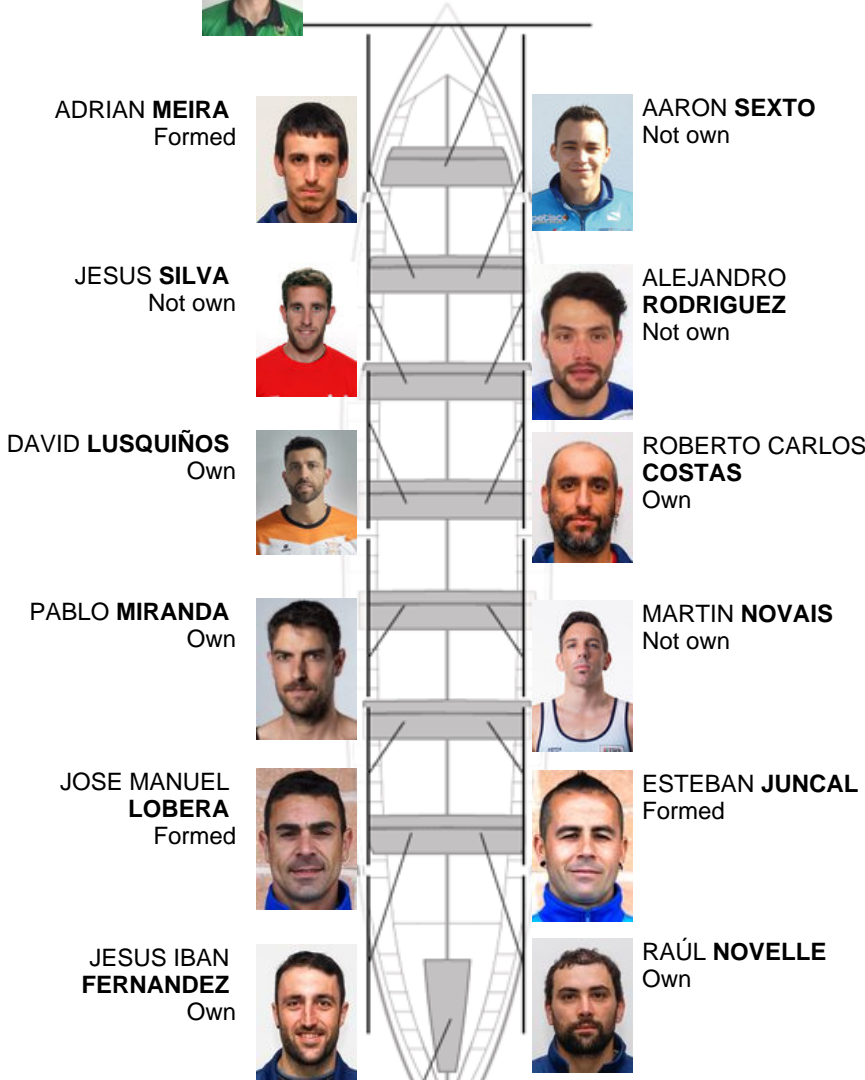 ADRIAN MEIRA
Formed
AARON SEXTO
Not own
JESUS SILVA
Not own
ALEJANDRO
RODRIGUEZ
Not own
DAVID LUSQUIÑOS
Own
ROBERTO CARLOS
COSTAS
Own
PABLO MIRANDA
Own
MARTIN NOVAIS
Not own
JOSE MANUEL
LOBERA
Formed
ESTEBAN JUNCAL
Formed
JESUS IBAN
FERNANDEZ
Own
RAÚL NOVELLE
Own